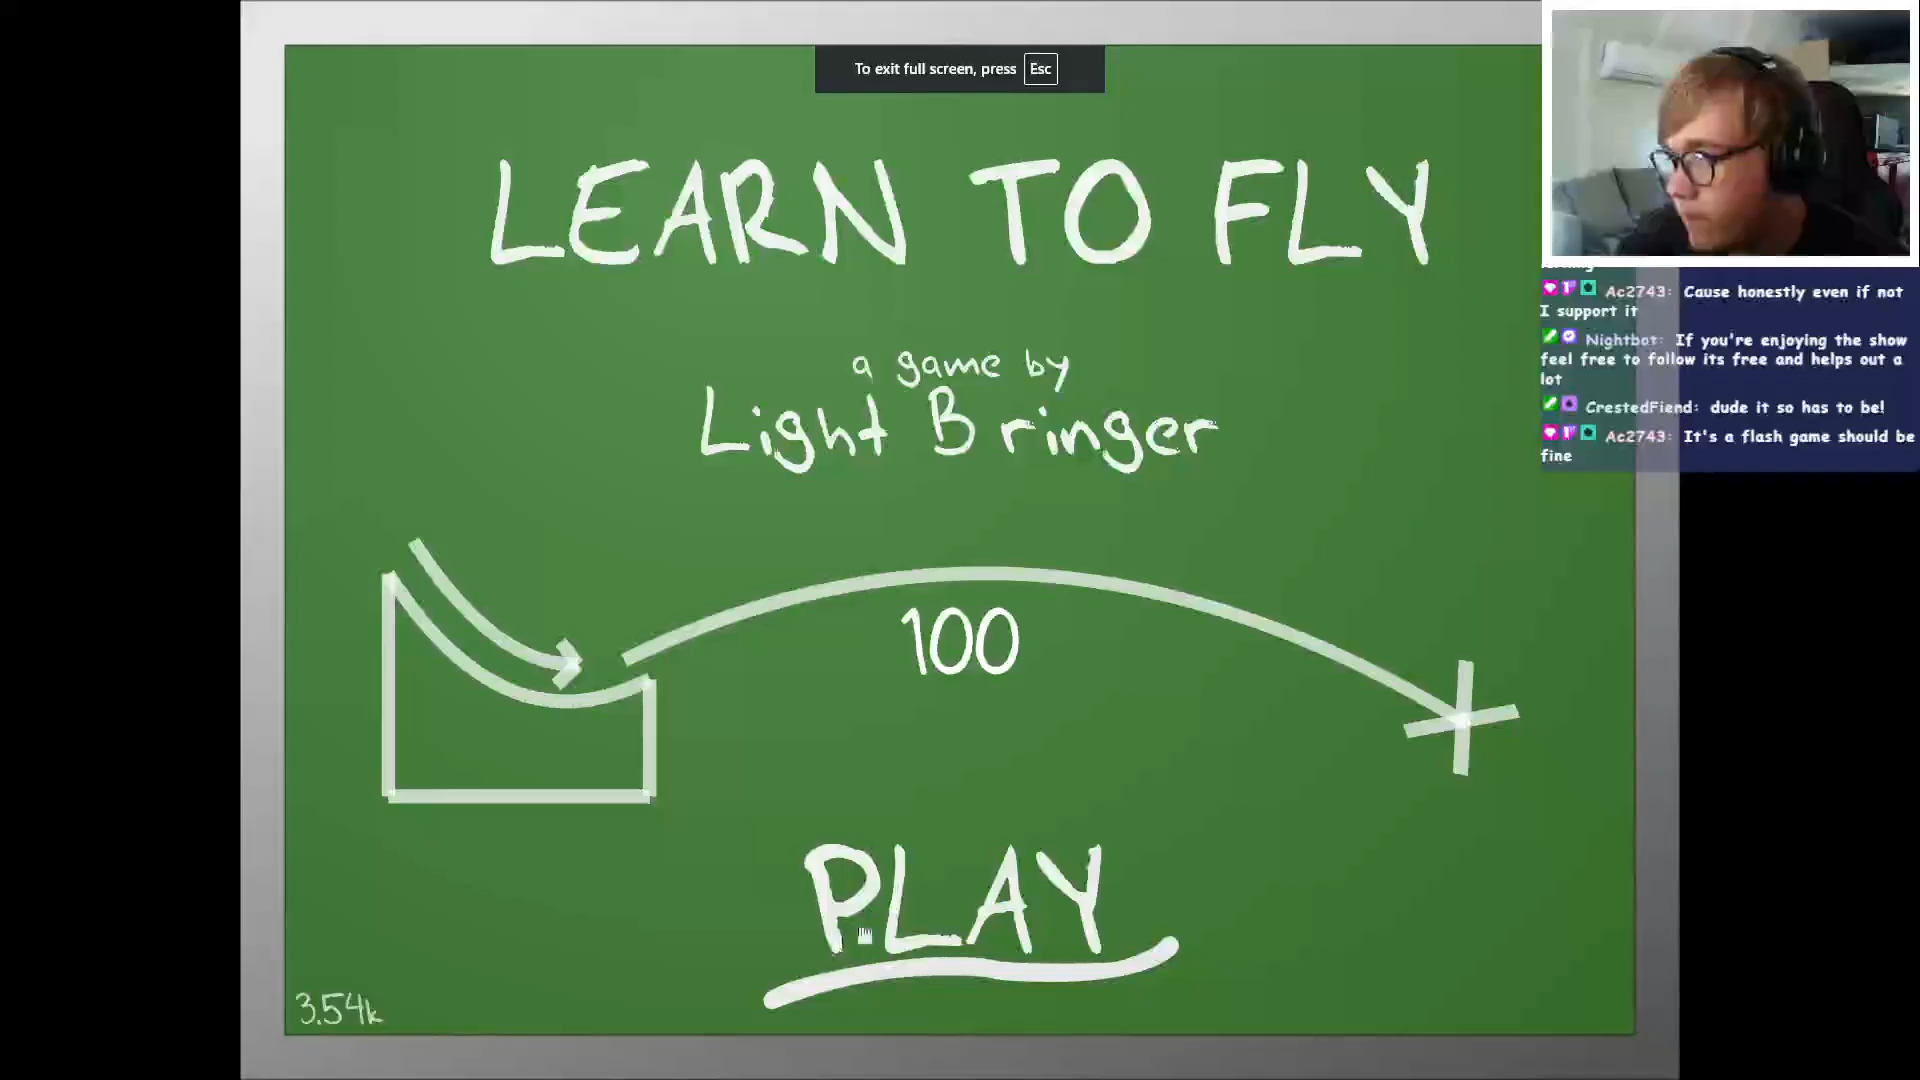 To exit full screen, press Esc
LEARN TO FLY
a game by
Light Bringer
100
PLAY
3.54k
Ac2743: Cause honestly even if not
I support it
Nightbot: If you're enjoying the show
feel free to follow its free and helps out a
lot
CrestedFiend: dude it so has to be!
Ac2743: It's a flash game should be
fine